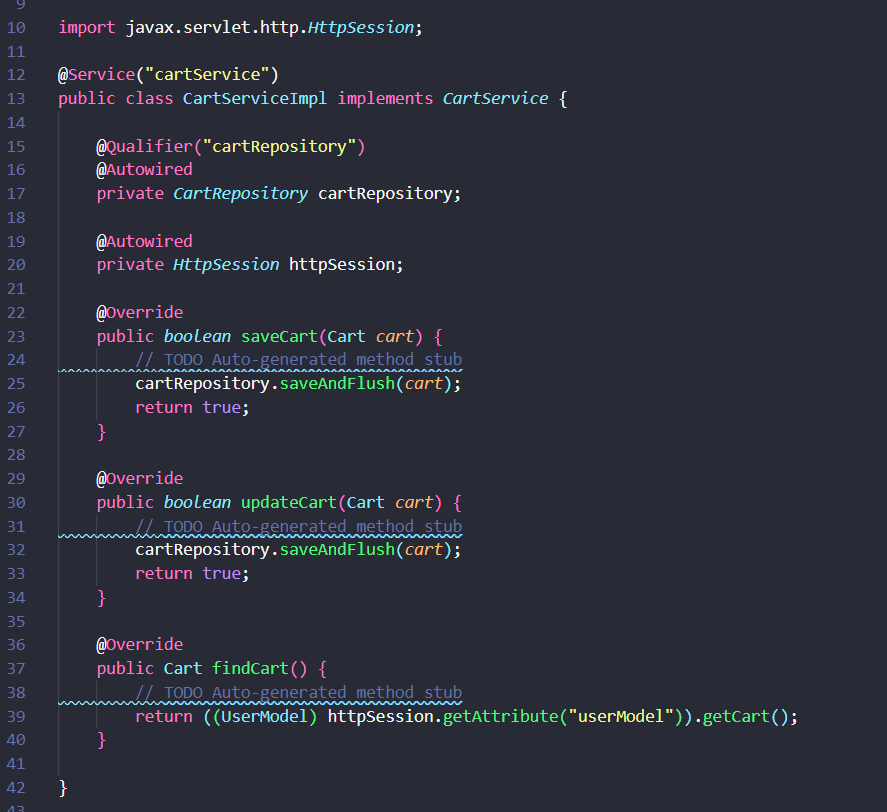 9
10 import javax.servlet.http.HttpSession;
11
12 @Service("cartService")
13 public class CartServiceImpl implements CartService {
14
15     @Qualifier("cartRepository")
16     @Autowired
17     private CartRepository cartRepository;
18
19     @Autowired
20     private HttpSession httpSession;
21
22     @Override
23     public boolean saveCart(Cart cart) {
24         // TODO Auto-generated method stub
25         cartRepository.saveAndFlush(cart);
26         return true;
27     }
28
29     @Override
30     public boolean updateCart(Cart cart) {
31         // TODO Auto-generated method stub
32         cartRepository.saveAndFlush(cart);
33         return true;
34     }
35
36     @Override
37     public Cart findCart() {
38         // TODO Auto-generated method stub
39         return ((UserModel) httpSession.getAttribute("userModel")).getCart();
40     }
41
42 }
43